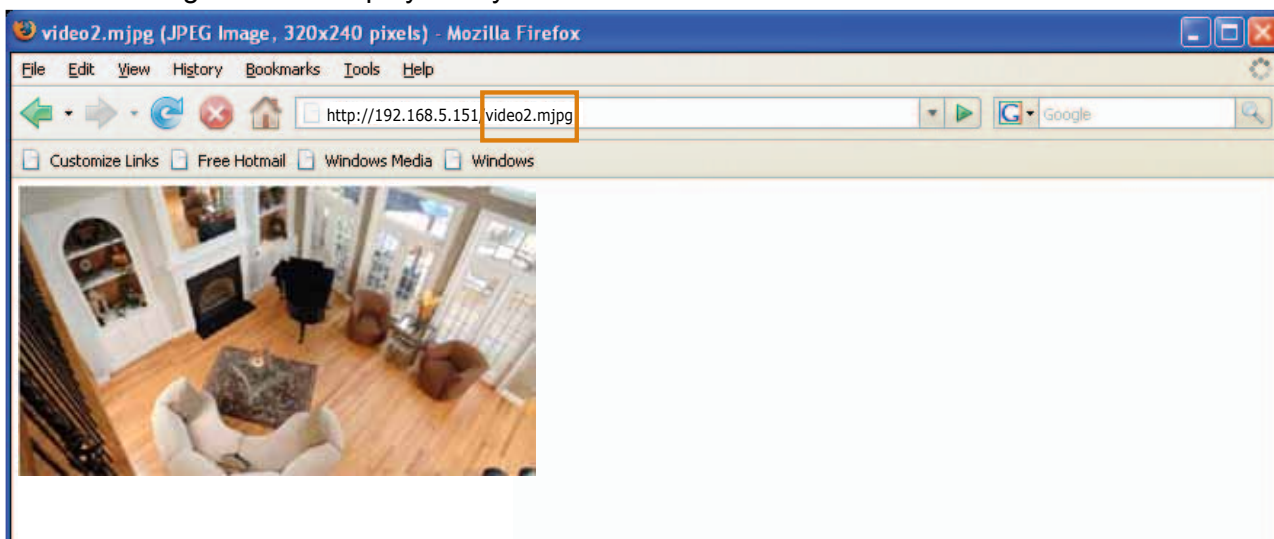 video2.mjpg (JPEG Image, 320x240 pixels) - Mozilla Firefox
File Edit View History Bookmarks Tools Help
http://192.168.5.151/video2.mjpg G Google
Customize Links Free Hotmail Windows Media Windows